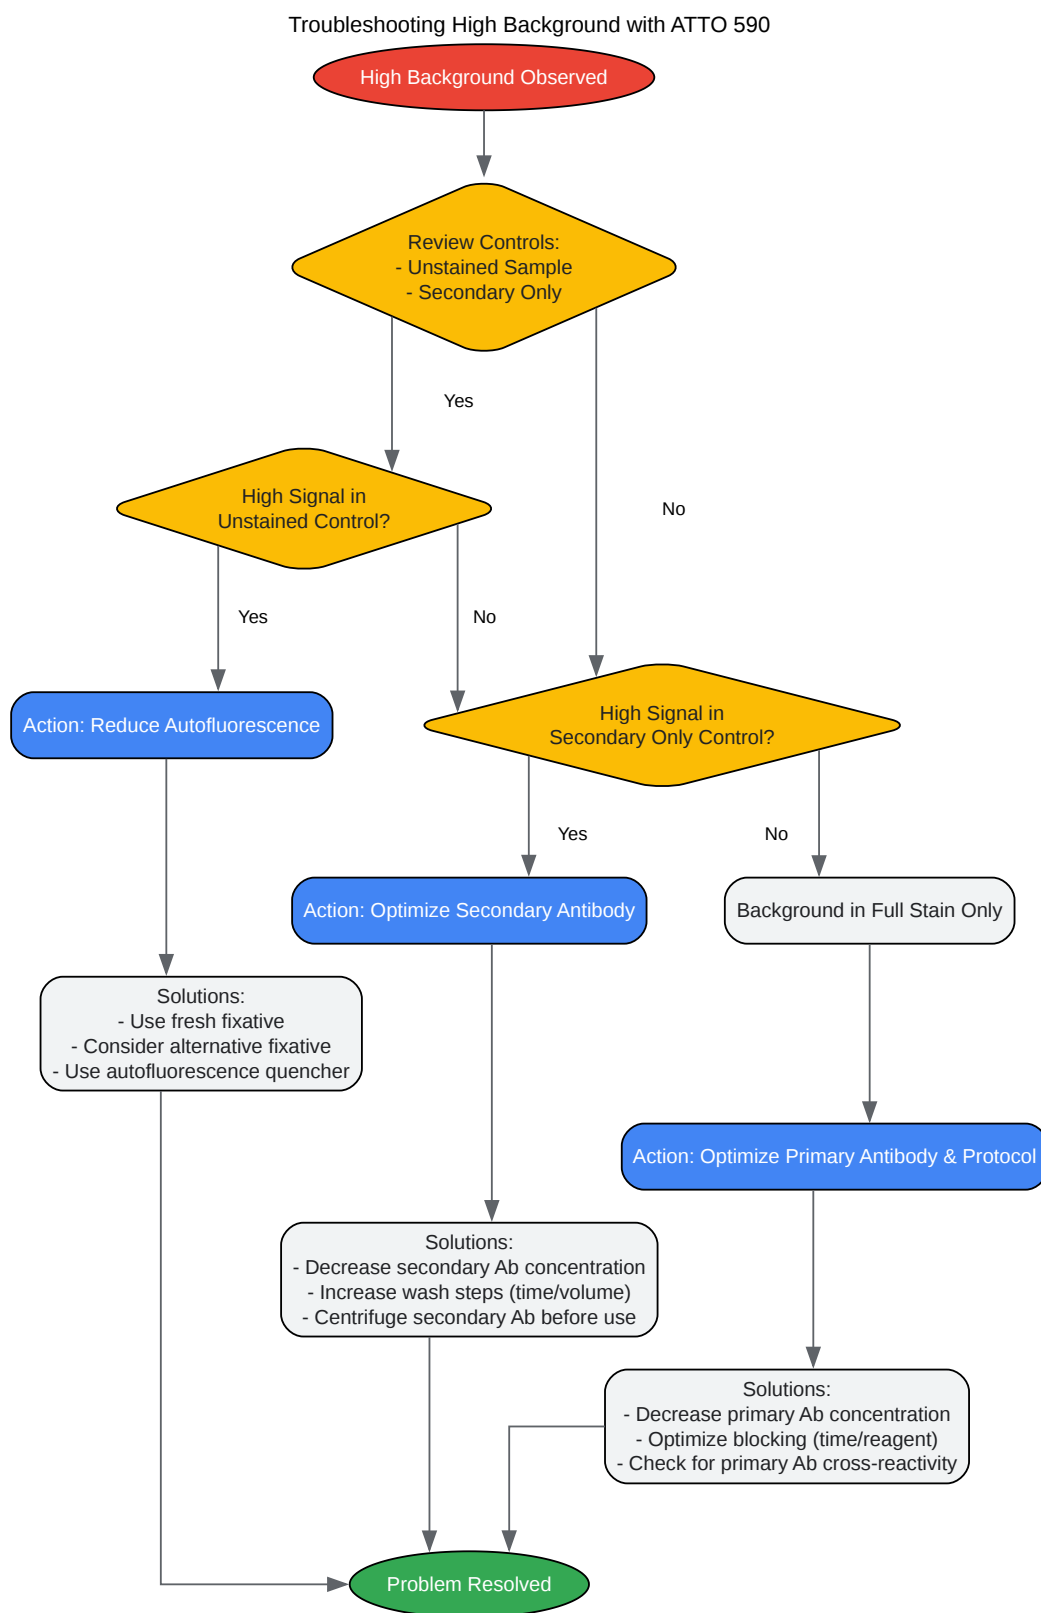 Troubleshooting High Background with ATTO 590
High Background Observed
Review Controls:
- Unstained Sample
- Secondary Only
Yes
High Signal in
Unstained Control?
No
Yes
No
High Signal in
Secondary Only Control?
Action: Reduce Autofluorescence
Yes
No
Action: Optimize Secondary Antibody
Background in Full Stain Only
Solutions:
- Use fresh fixative
- Consider alternative fixative
- Use autofluorescence quencher
Action: Optimize Primary Antibody & Protocol
Solutions:
- Decrease secondary Ab concentration
- Increase wash steps (time/volume)
- Centrifuge secondary Ab before use
Solutions:
- Decrease primary Ab concentration
- Optimize blocking (time/reagent)
- Check for primary Ab cross-reactivity
Problem Resolved